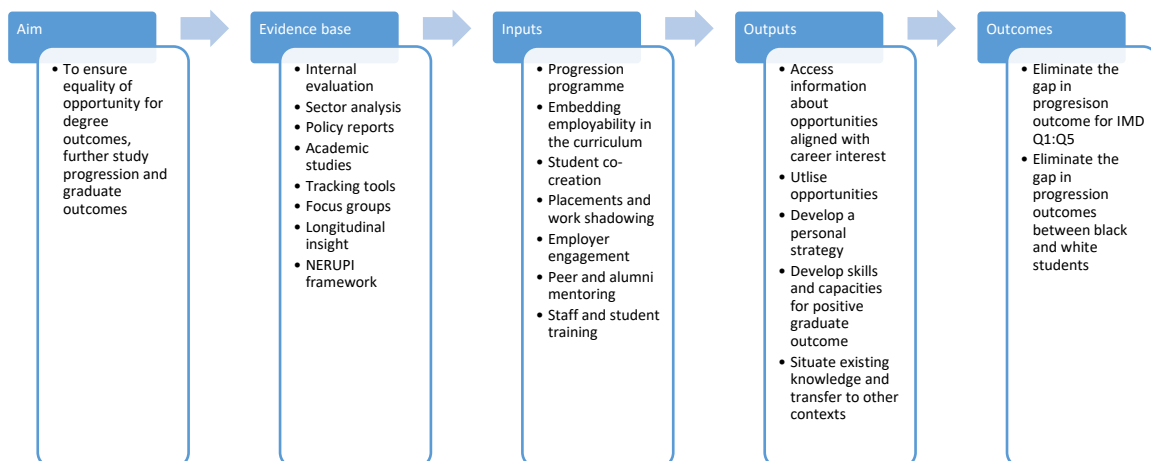 Aim
• To ensure
equality of
opportunity for
degree
outcomes,
further study
progression and
graduate
outcomes
Evidence base
• Internal
evaluation
• Sector analysis
• Policy reports
• Academic
studies
• Tracking tools
• Focus groups
• Longitudinal
insight
• NERUPI
framework
Inputs
• Progression
programme
• Embedding
employability in
the curriculum
• Student co-
creation
• Placements and
work shadowing
• Employer
engagement
• Peer and alumni
mentoring
• Staff and student
training
Outputs
• Access
information
about
opportunities
aligned with
career interest
• Utlise
opportunities
• Develop a
personal
strategy
• Develop skills
and capacities
for positive
graduate
outcome
• Situate existing
knowledge and
transfer to other
contexts
Outcomes
• Eliminate the
gap in
progresison
outcome for IMD
Q1:Q5
• Eliminate the
gap in
progression
outcomes
between black
and white
students